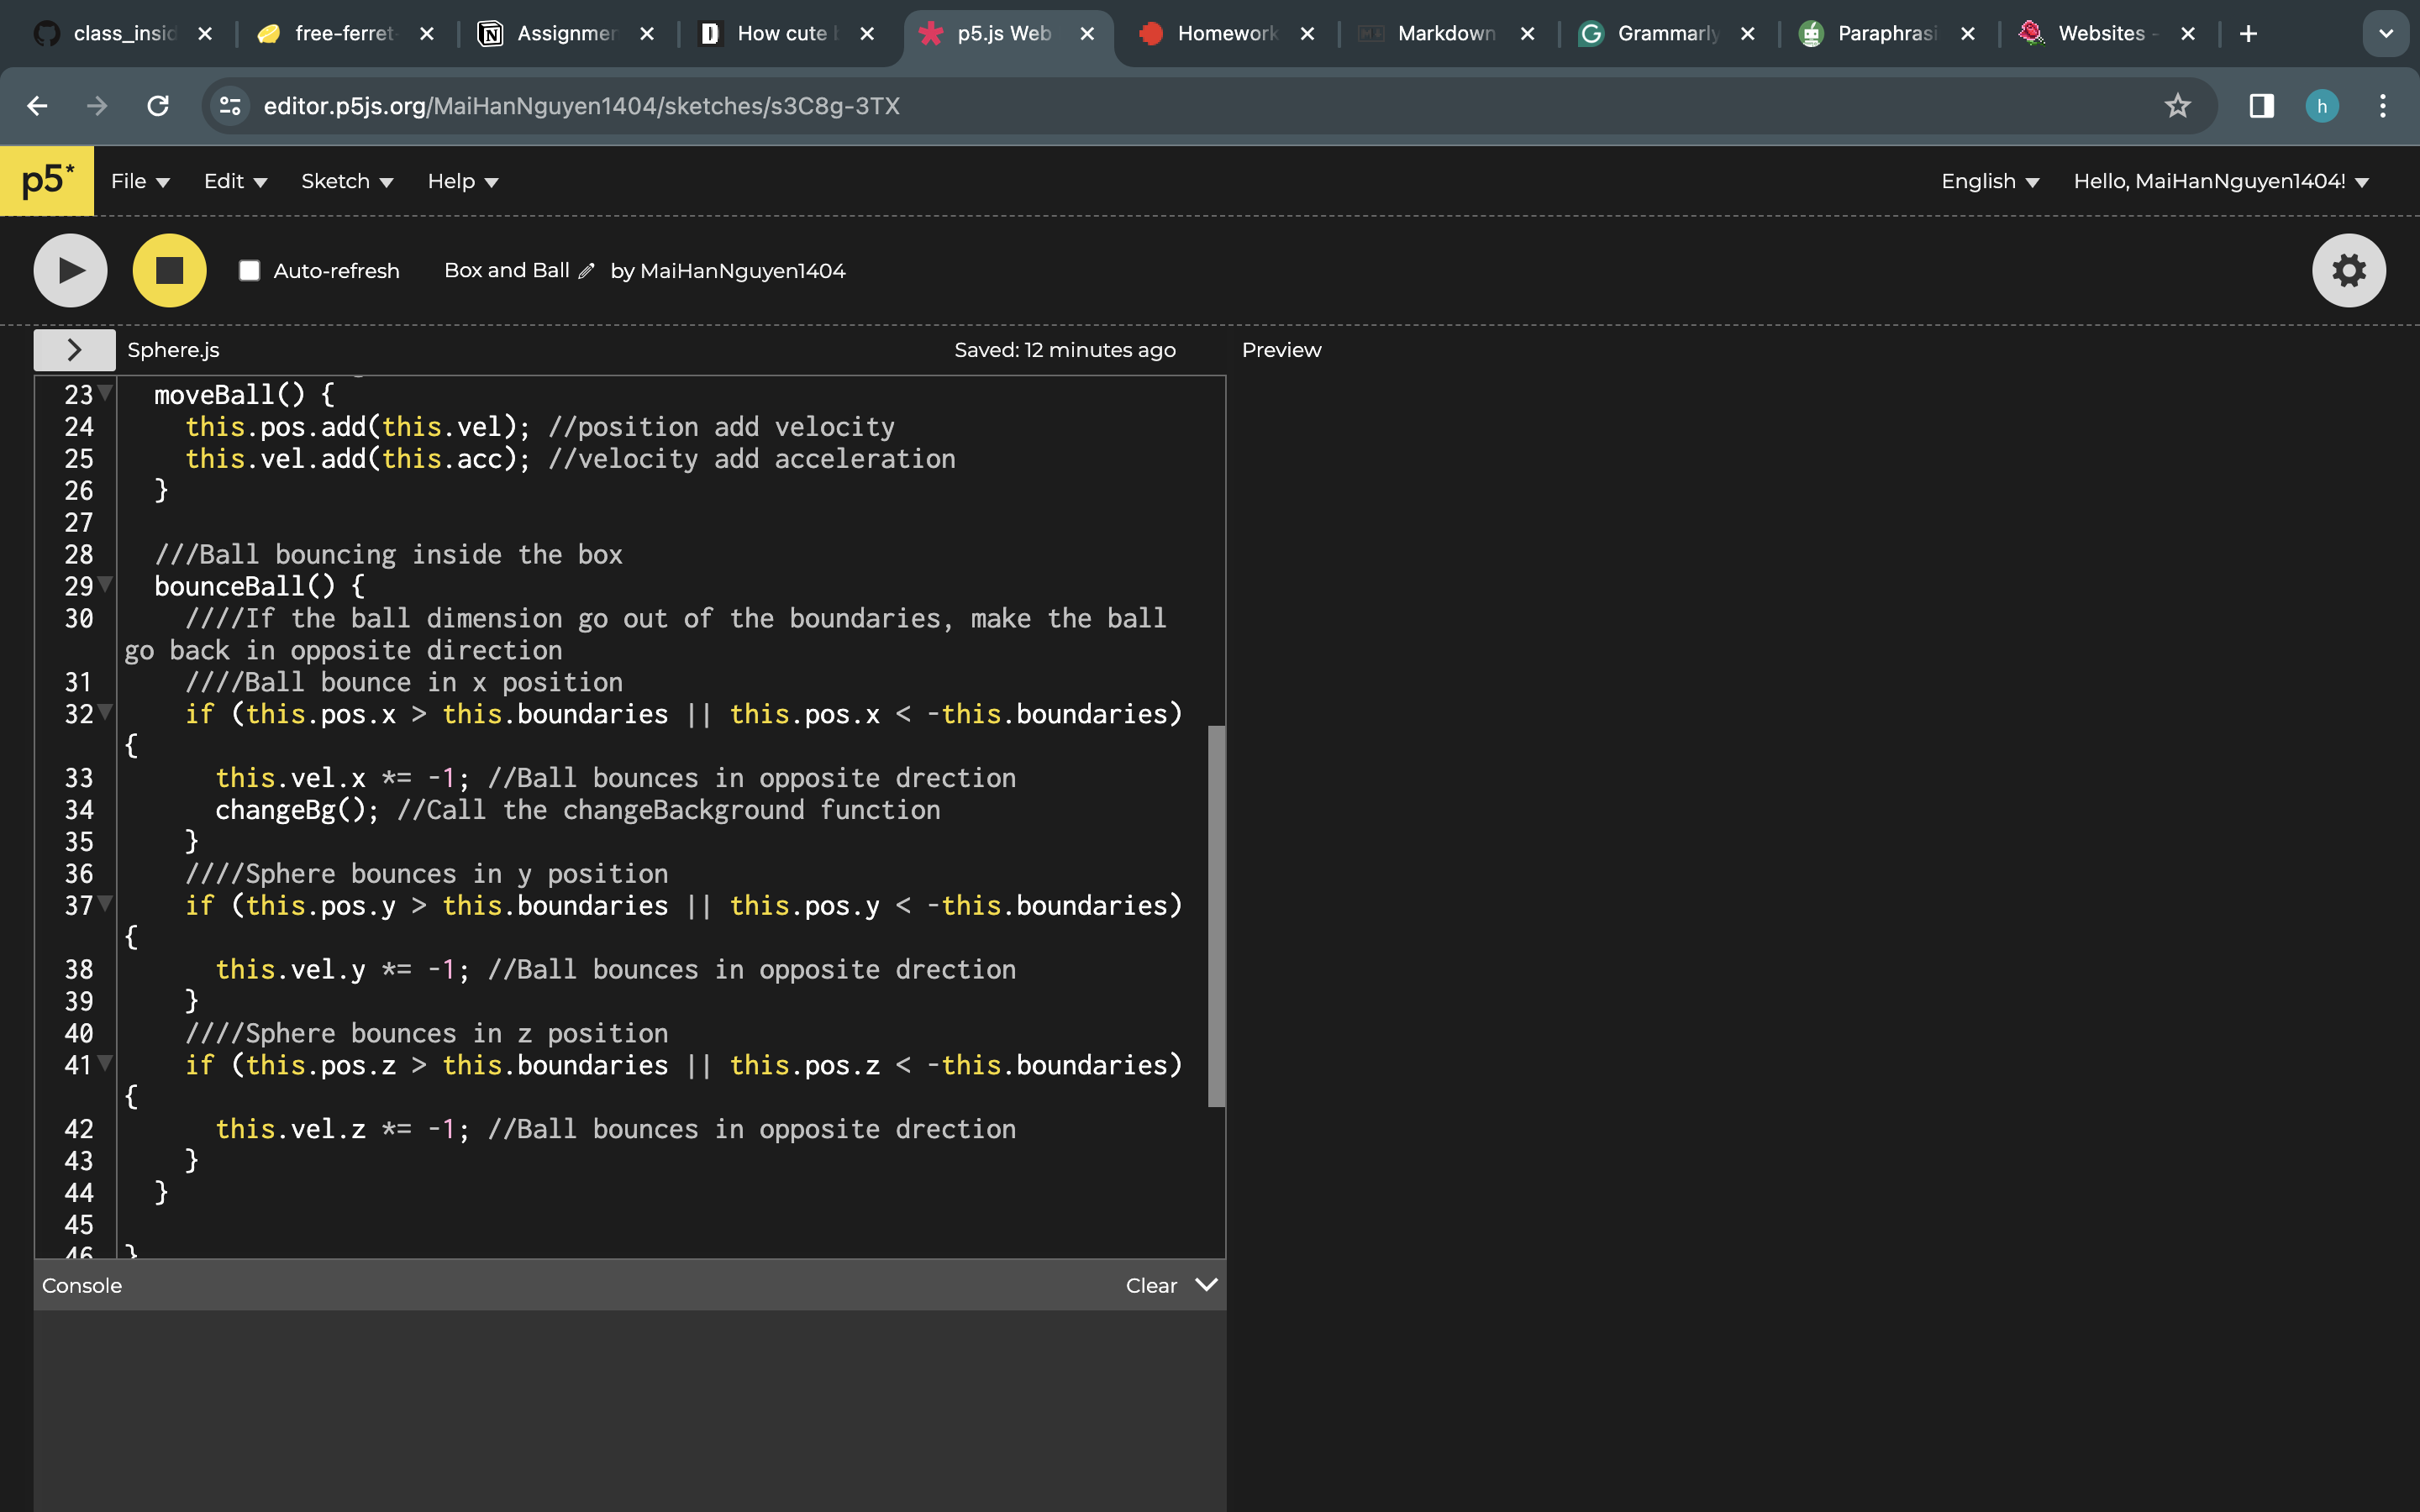 class_insid
free-ferret-
Assignmen
How cute b
p5.js Web
Homework
Markdown
Grammarly
Paraphrasi
Websites -
editor.p5js.org/MaiHanNguyen1404/sketches/s3C8g-3TX
h
p5* File Edit Sketch Help English Hello, MaiHanNguyen1404!
Auto-refresh Box and Ball by MaiHanNguyen1404
Sphere.js Saved: 12 minutes ago Preview
23 moveBall() {
24 this.pos.add(this.vel); //position add velocity
25 this.vel.add(this.acc); //velocity add acceleration
26 }
27
28 ///Ball bouncing inside the box
29 bounceBall() {
30 ////If the ball dimension go out of the boundaries, make the ball
go back in opposite direction
31 ////Ball bounce in x position
32 if (this.pos.x > this.boundaries || this.pos.x < -this.boundaries)
{
33 this.vel.x *= -1; //Ball bounces in opposite drection
34 changeBg(); //Call the changeBackground function
35 }
36 ////Sphere bounces in y position
37 if (this.pos.y > this.boundaries || this.pos.y < -this.boundaries)
{
38 this.vel.y *= -1; //Ball bounces in opposite drection
39 }
40 ////Sphere bounces in z position
41 if (this.pos.z > this.boundaries || this.pos.z < -this.boundaries)
{
42 this.vel.z *= -1; //Ball bounces in opposite drection
43 }
44 }
45
46 }
Console Clear